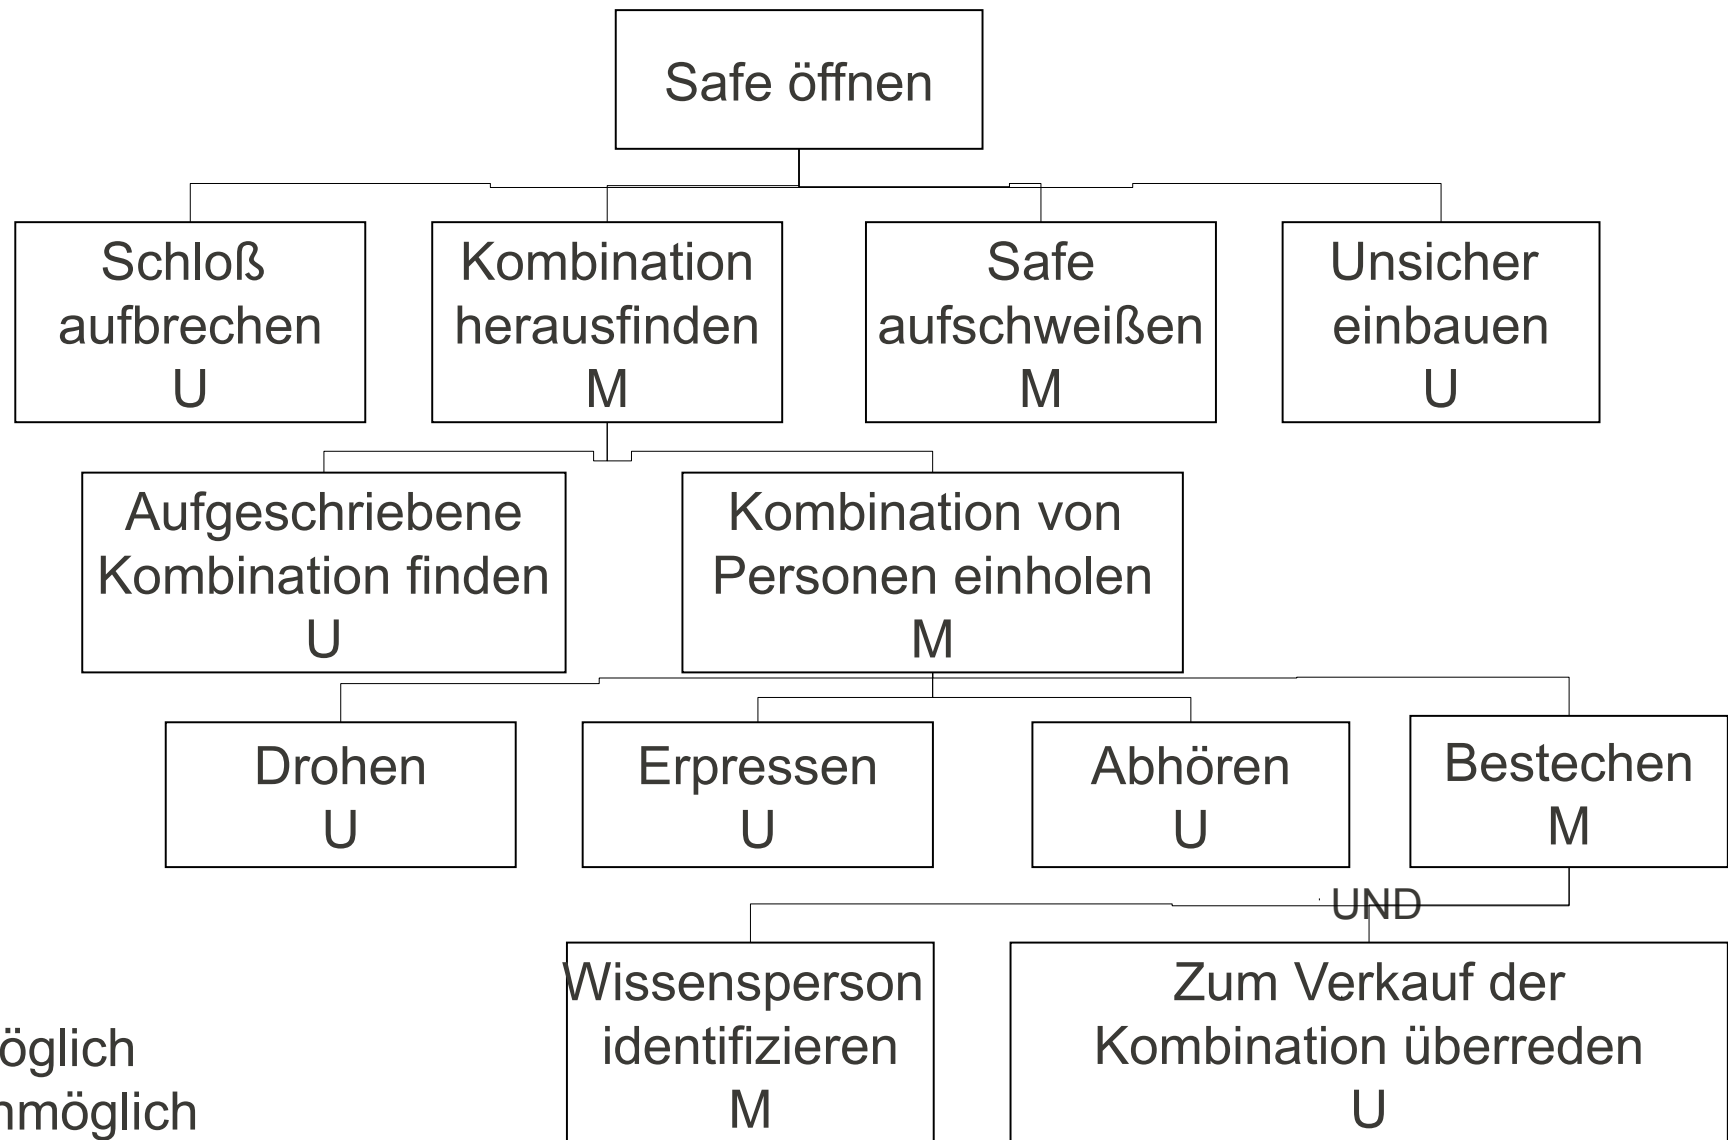 Safe öffnen
Schloß
aufbrechen
U
Kombination
herausfinden
M
Safe
aufschweißen
M
Unsicher
einbauen
U
Aufgeschriebene
Kombination finden
U
Kombination von
Personen einholen
M
Drohen
U
Erpressen
U
Abhören
U
Bestechen
M
UND
Wissensperson
identifizieren
M
Zum Verkauf der
Kombination überreden
U
öglich
nmöglich